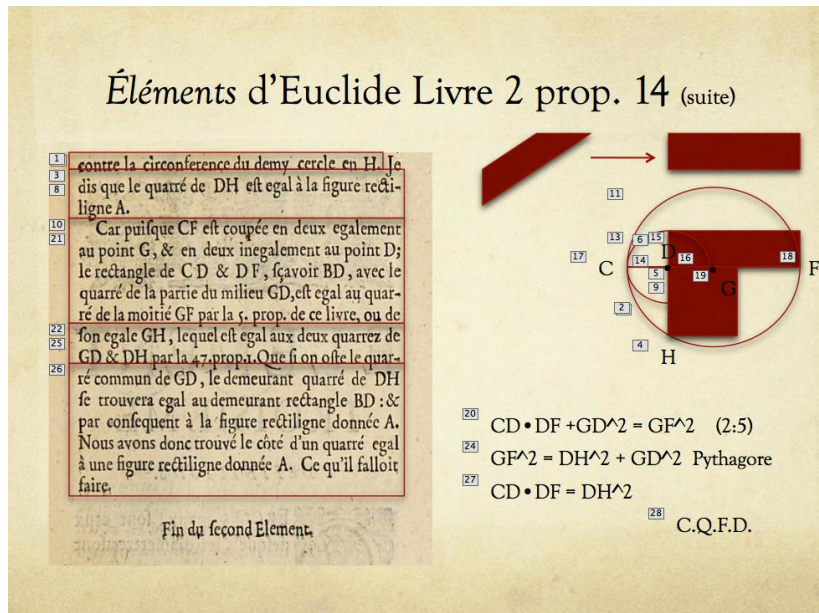 Éléments d'Euclide Livre 2 prop. 14 (suite)
1
3
8
10
21
22
25
26
contre la circonference du demy cercle en H. Je
dis que le quarré de DH eſt egal à la figure recti-
ligne A.
Car puiſque CF eſt coupée en deux egalement
au point G, & en deux inegalement au point D;
le rectangle de CD & DF, ſçavoir BD, avec le
quarré de la partie du milieu GD, eſt egal au quar-
ré de la moitié GF par la 5. prop. de ce livre, ou de
ſon egale GH, lequel eſt egal aux deux quarrez de
GD & DH par la 47.prop.1. Que ſi on oſte le quar-
ré commun de GD, le demeurant quarré de DH
ſe trouvera egal au demeurant rectangle BD : &
par conſequent à la figure rectiligne donnée A.
Nous avons donc trouvé le côté d'un quarré egal
à une figure rectiligne donnée A. Ce qu'il falloit
faire.
Fin du ſecond Element.
11
13
6
15
17
D
14
16
18
C
5
19
F
9
G
2
4
H
20
CD•DF +GD^2 = GF^2 (2:5)
24
GF^2 = DH^2 + GD^2 Pythagore
27
CD•DF = DH^2
28
C.Q.F.D.